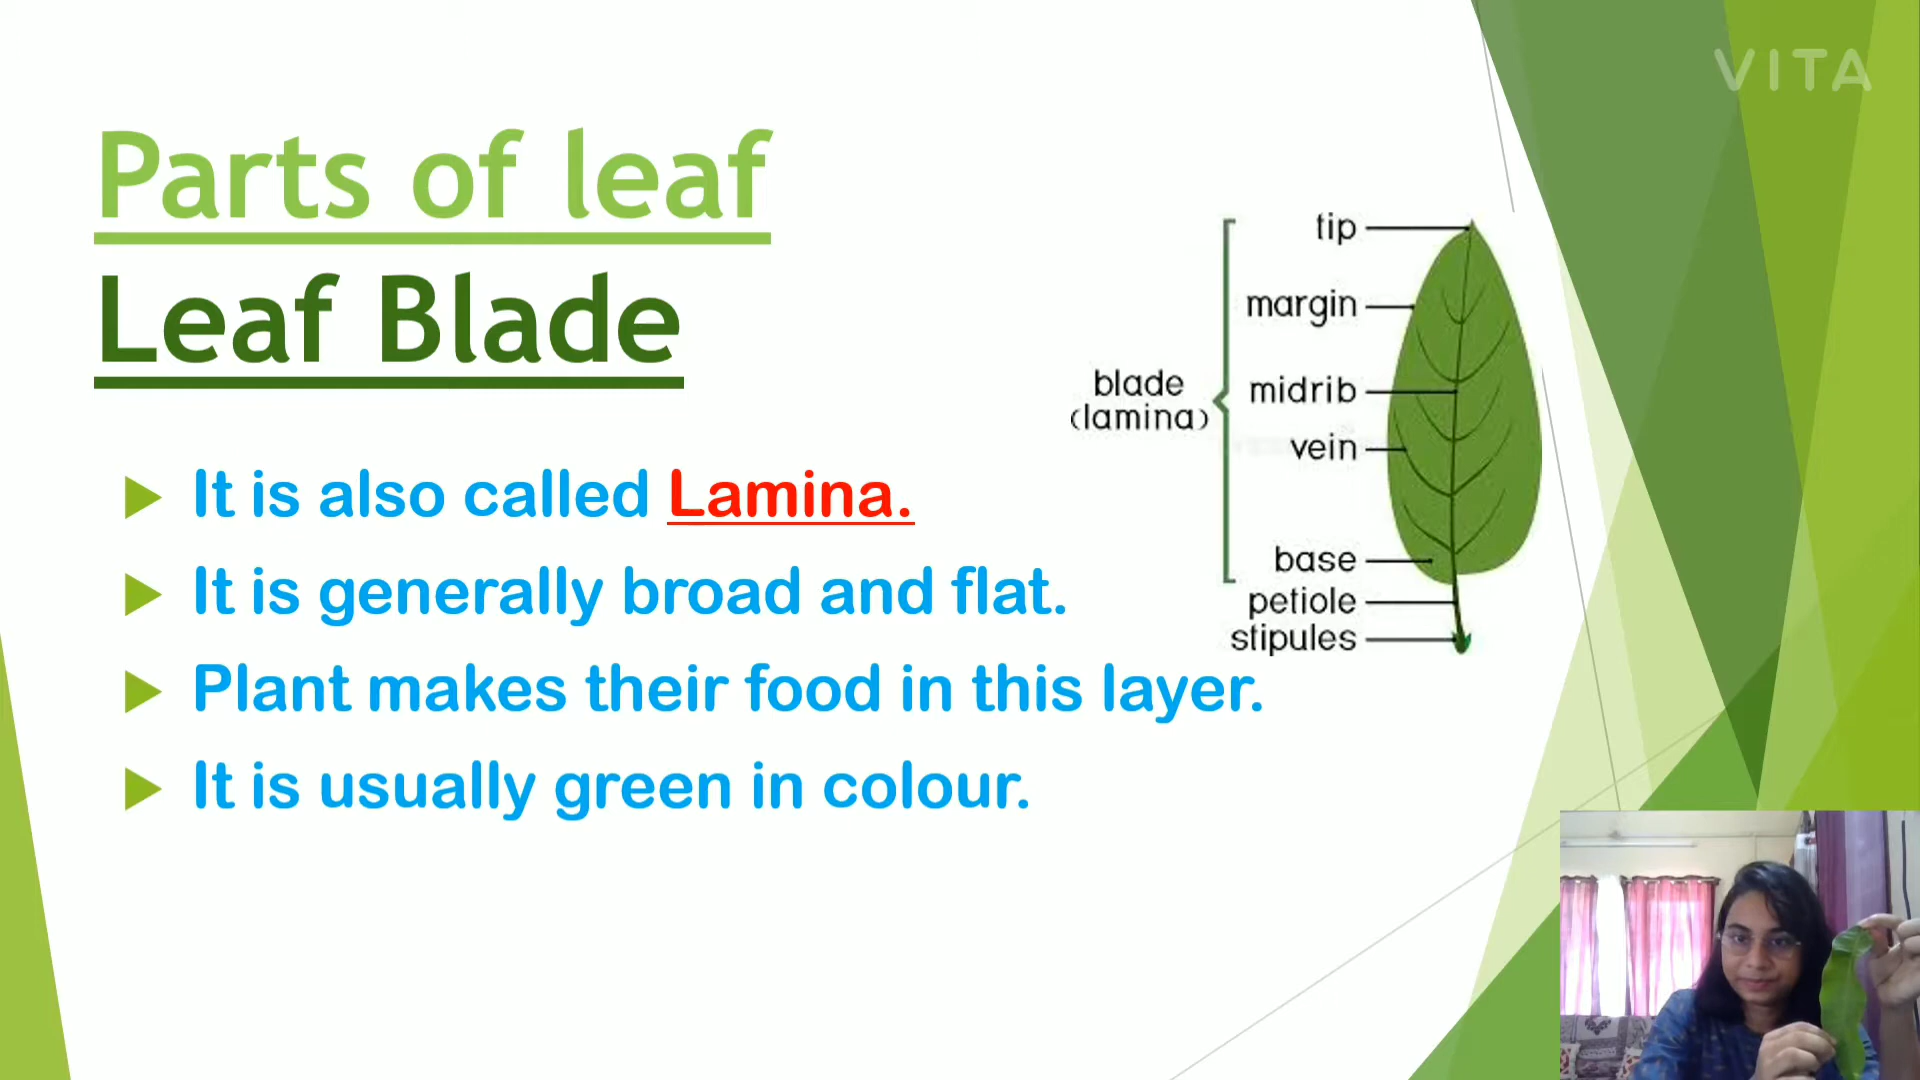 VITA
Parts of leaf
Leaf Blade
It is also called Lamina.
It is generally broad and flat.
Plant makes their food in this layer.
It is usually green in colour.
tip
margin
blade
(lamina)
midrib
vein
base
petiole
stipules